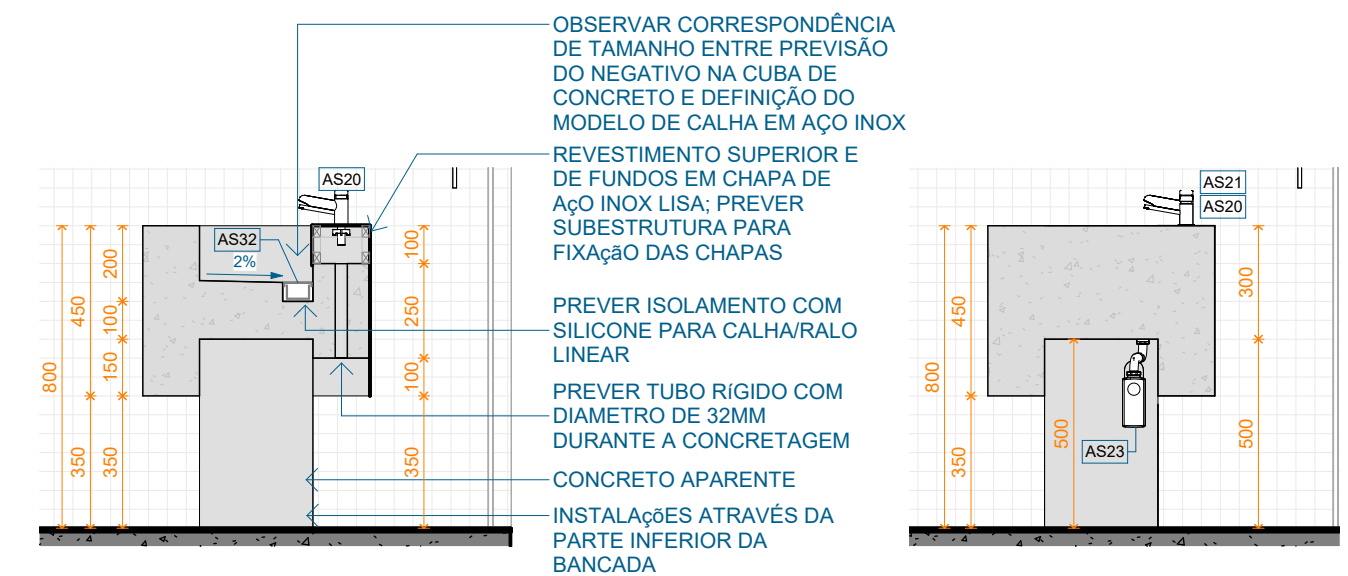 OBSERVAR CORRESPONDÊNCIA
DE TAMANHO ENTRE PREVISÃO
DO NEGATIVO NA CUBA DE
CONCRETO E DEFINIÇÃO DO
MODELO DE CALHA EM AÇO INOX
REVESTIMENTO SUPERIOR E
DE FUNDOS EM CHAPA DE
AçO INOX LISA; PREVER
SUBESTRUTURA PARA
FIXAçãO DAS CHAPAS
PREVER ISOLAMENTO COM
SILICONE PARA CALHA/RALO
LINEAR
PREVER TUBO RíGIDO COM
DIAMETRO DE 32MM
DURANTE A CONCRETAGEM
CONCRETO APARENTE
INSTALAçõES ATRAVÉS DA
PARTE INFERIOR DA
BANCADA
AS20
AS32
2%
800
450
350
200
100
150
350
100
250
100
350
AS21
AS20
AS23
800
450
350
500
300
500